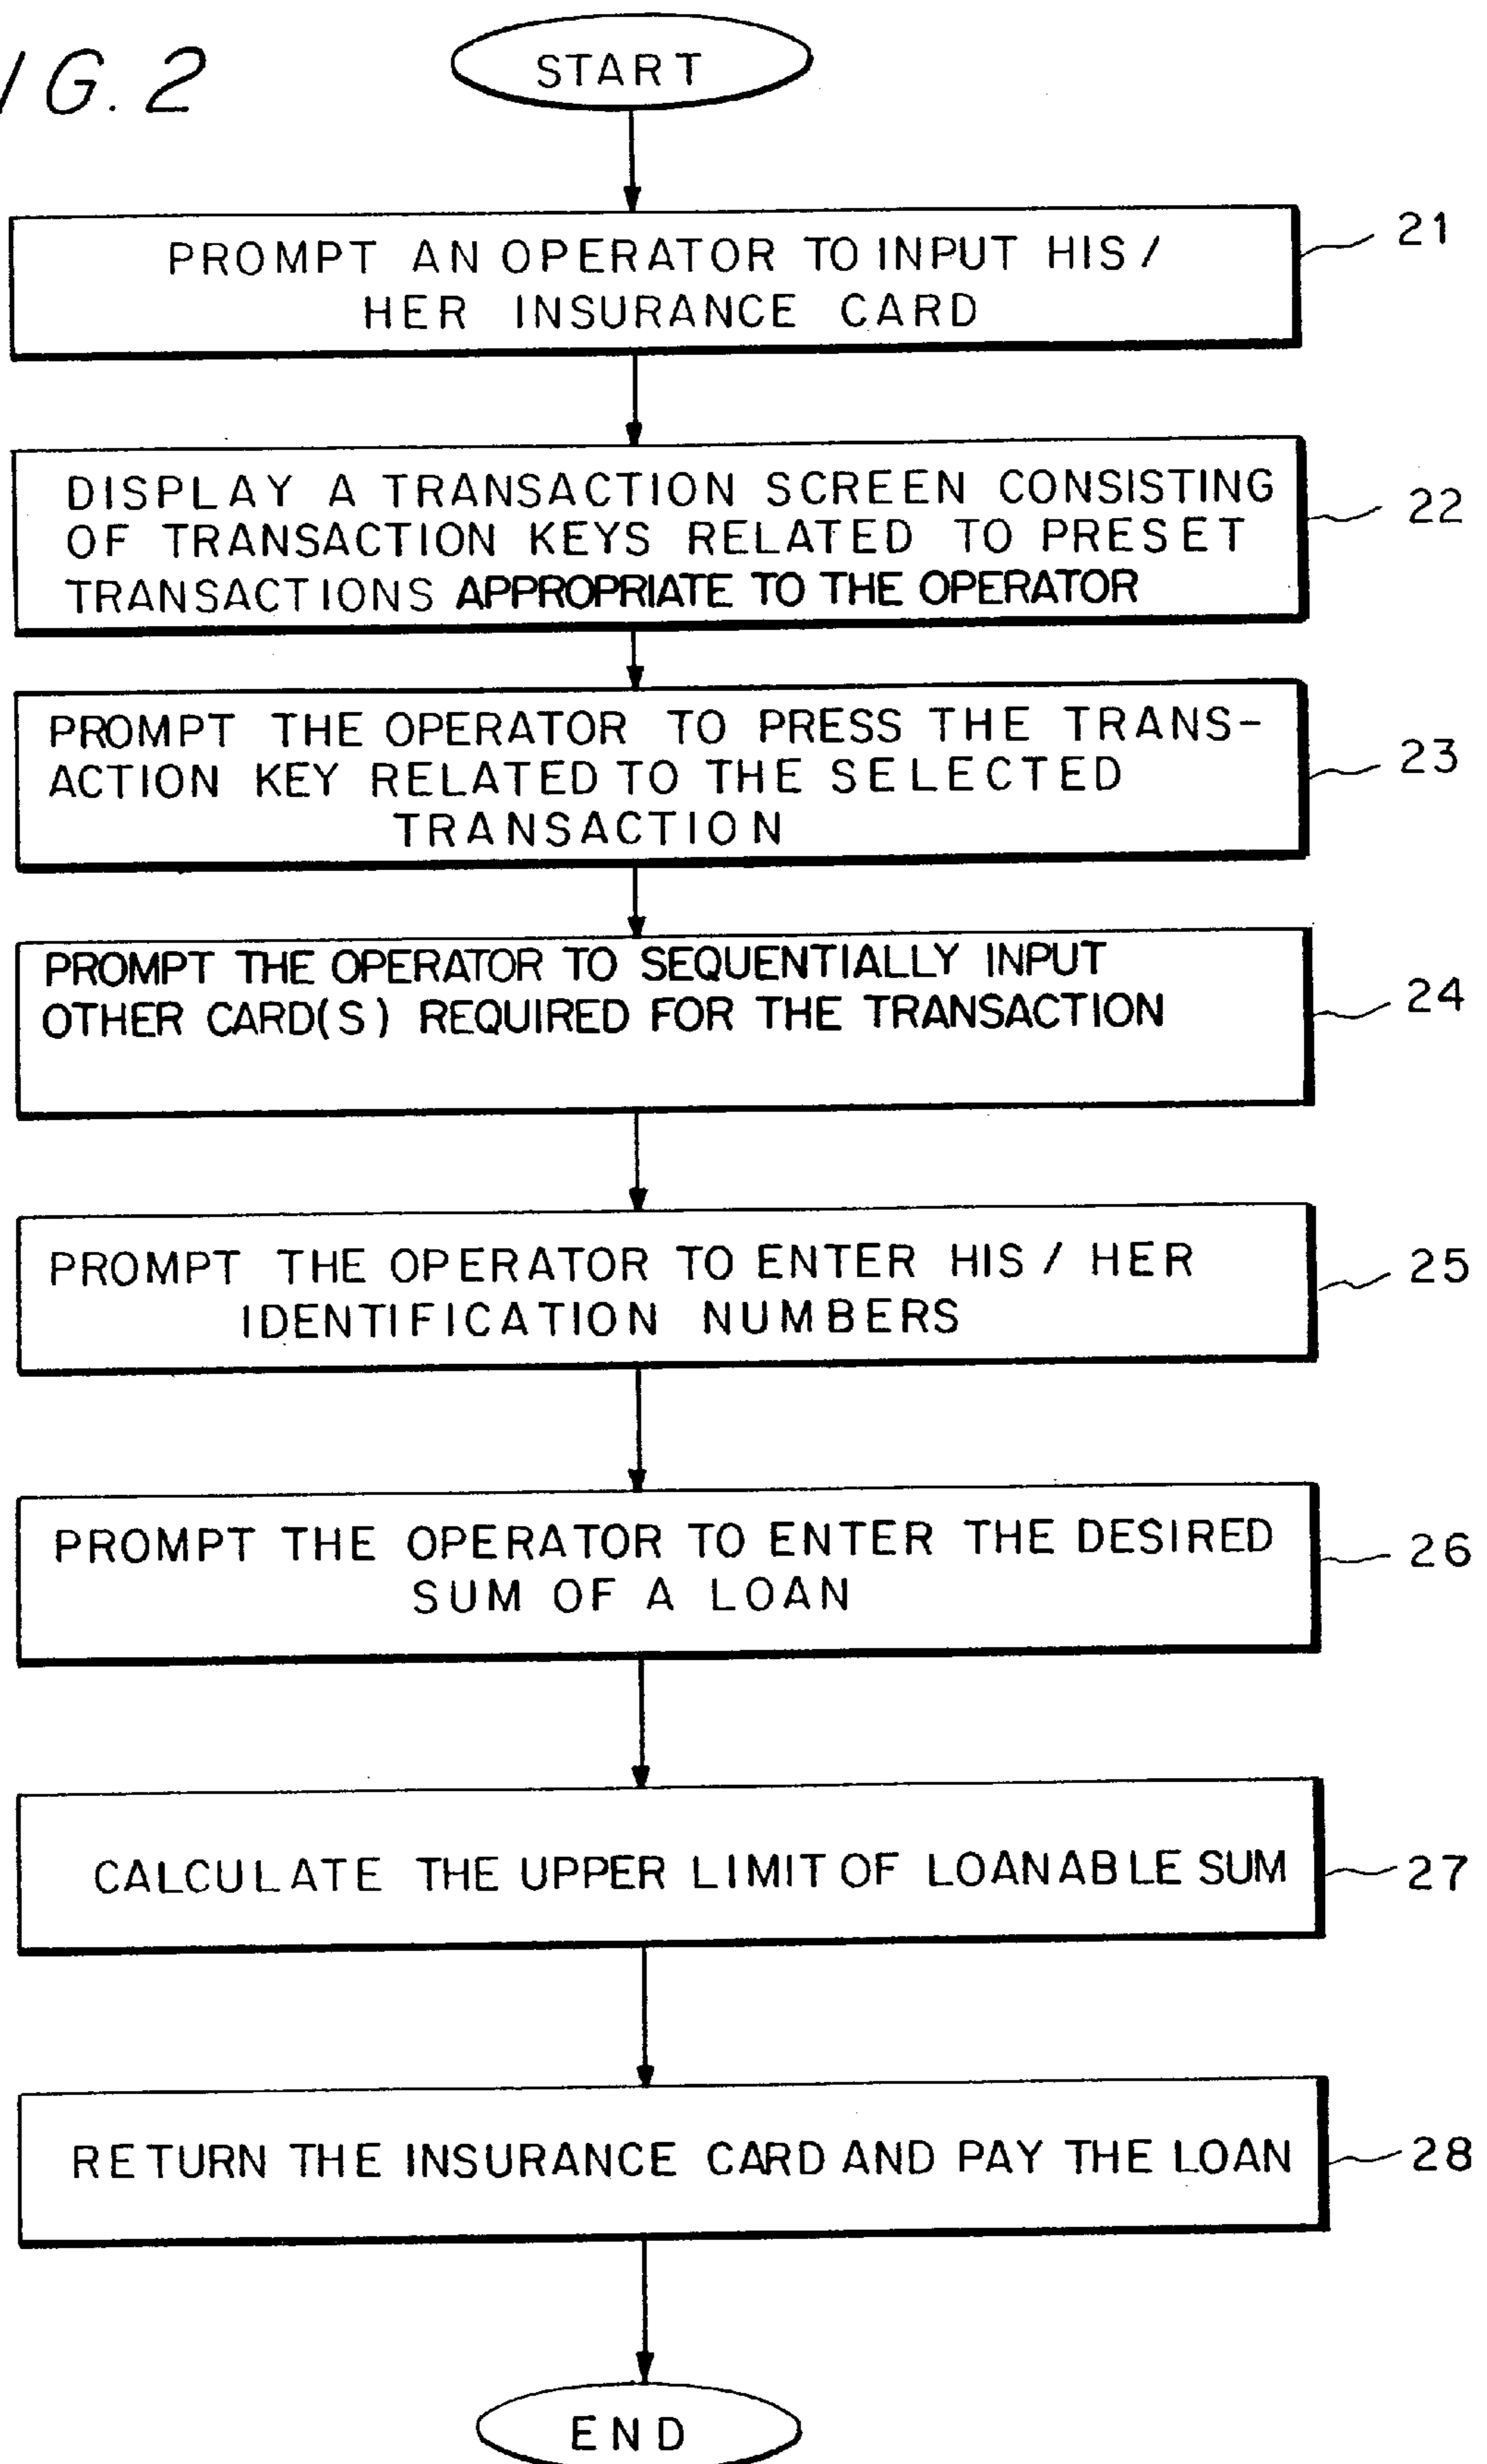 IG. 2
START
PROMPT AN OPERATOR TO INPUT HIS /
HER INSURANCE CARD
21
DISPLAY A TRANSACTION SCREEN CONSISTING
OF TRANSACTION KEYS RELATED TO PRESET
TRANSACTIONS APPROPRIATE TO THE OPERATOR
22
PROMPT THE OPERATOR TO PRESS THE TRANS-
ACTION KEY RELATED TO THE SELECTED
TRANSACTION
23
PROMPT THE OPERATOR TO SEQUENTIALLY INPUT
OTHER CARD(S) REQUIRED FOR THE TRANSACTION
24
PROMPT THE OPERATOR TO ENTER HIS / HER
IDENTIFICATION NUMBERS
25
PROMPT THE OPERATOR TO ENTER THE DESIRED
SUM OF A LOAN
26
CALCULATE THE UPPER LIMIT OF LOANABLE SUM
27
RETURN THE INSURANCE CARD AND PAY THE LOAN
28
END